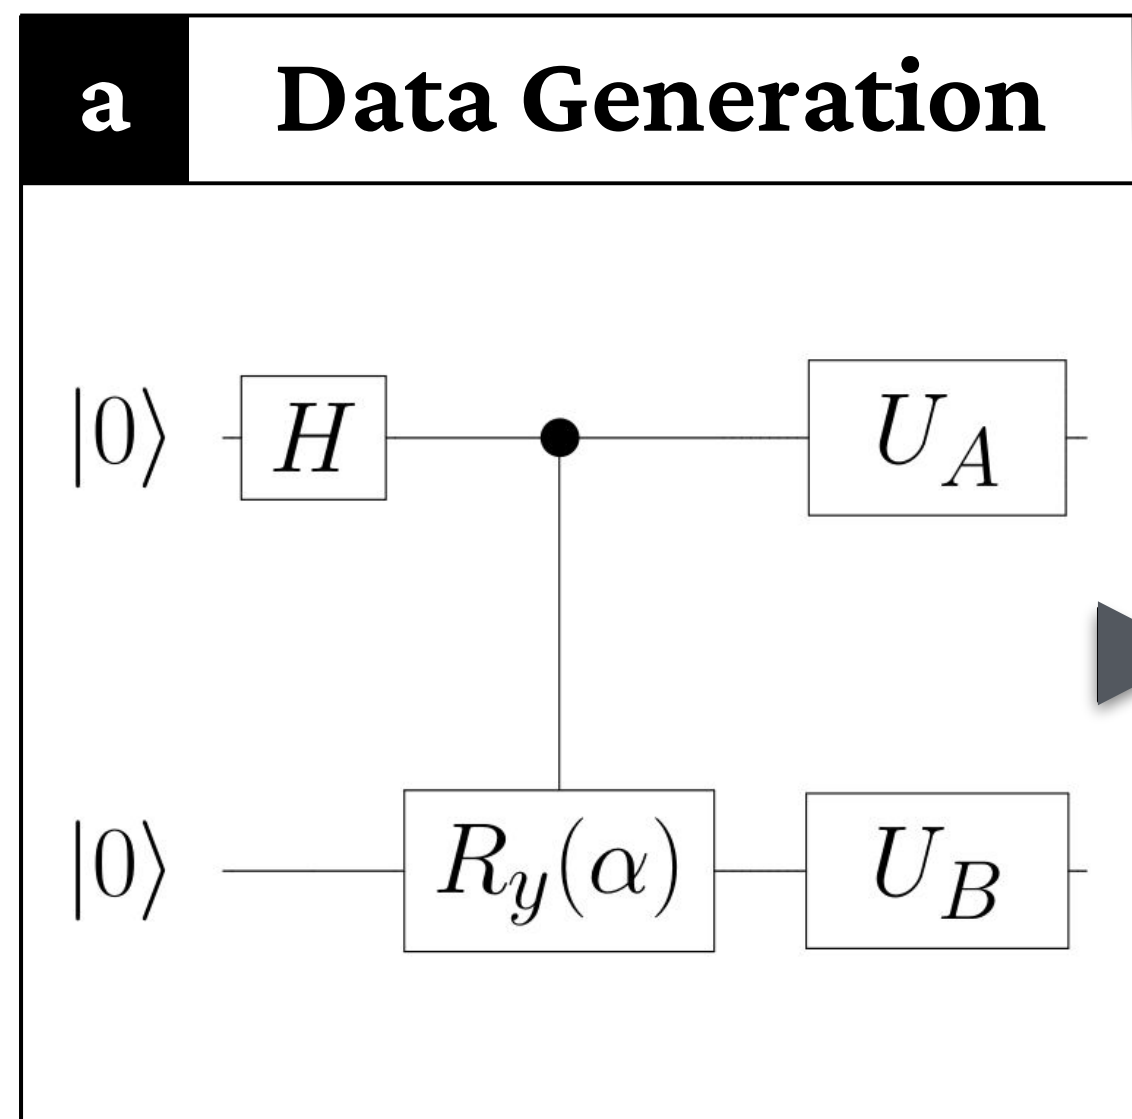 a Data Generation
|0⟩ H U_A
|0⟩ R_y(α) U_B